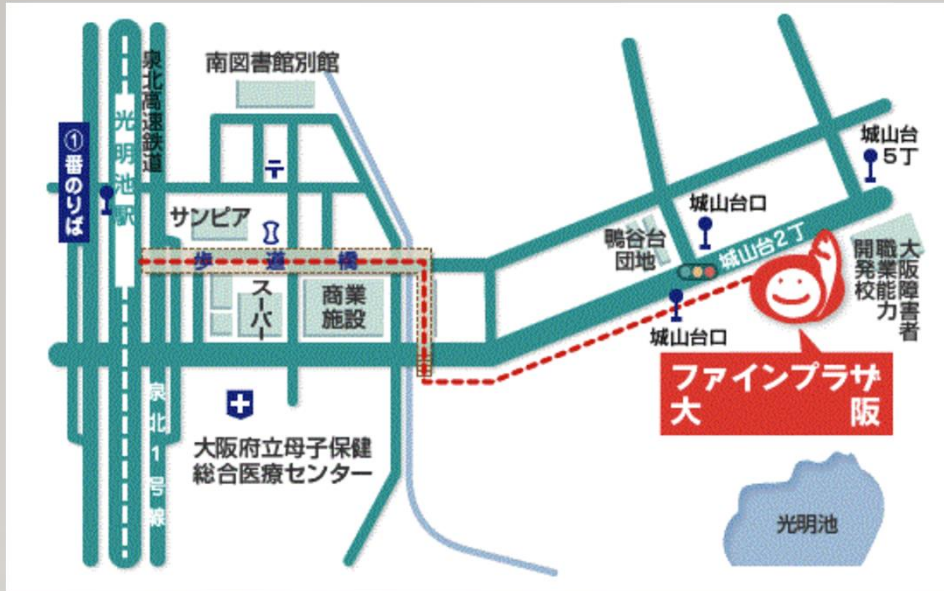 泉北高速鉄道
南図書館別館
光明池駅
①番のりば
〒
サンピア
歩道橋
スーパー
商業
施設
城山台
5丁
城山台口
鴨谷台
団地
城山台2丁
大阪障害者
職業能力
開発校
城山台口
ファインプラザ
大阪
泉北1号線
大阪府立母子保健
総合医療センター
光明池